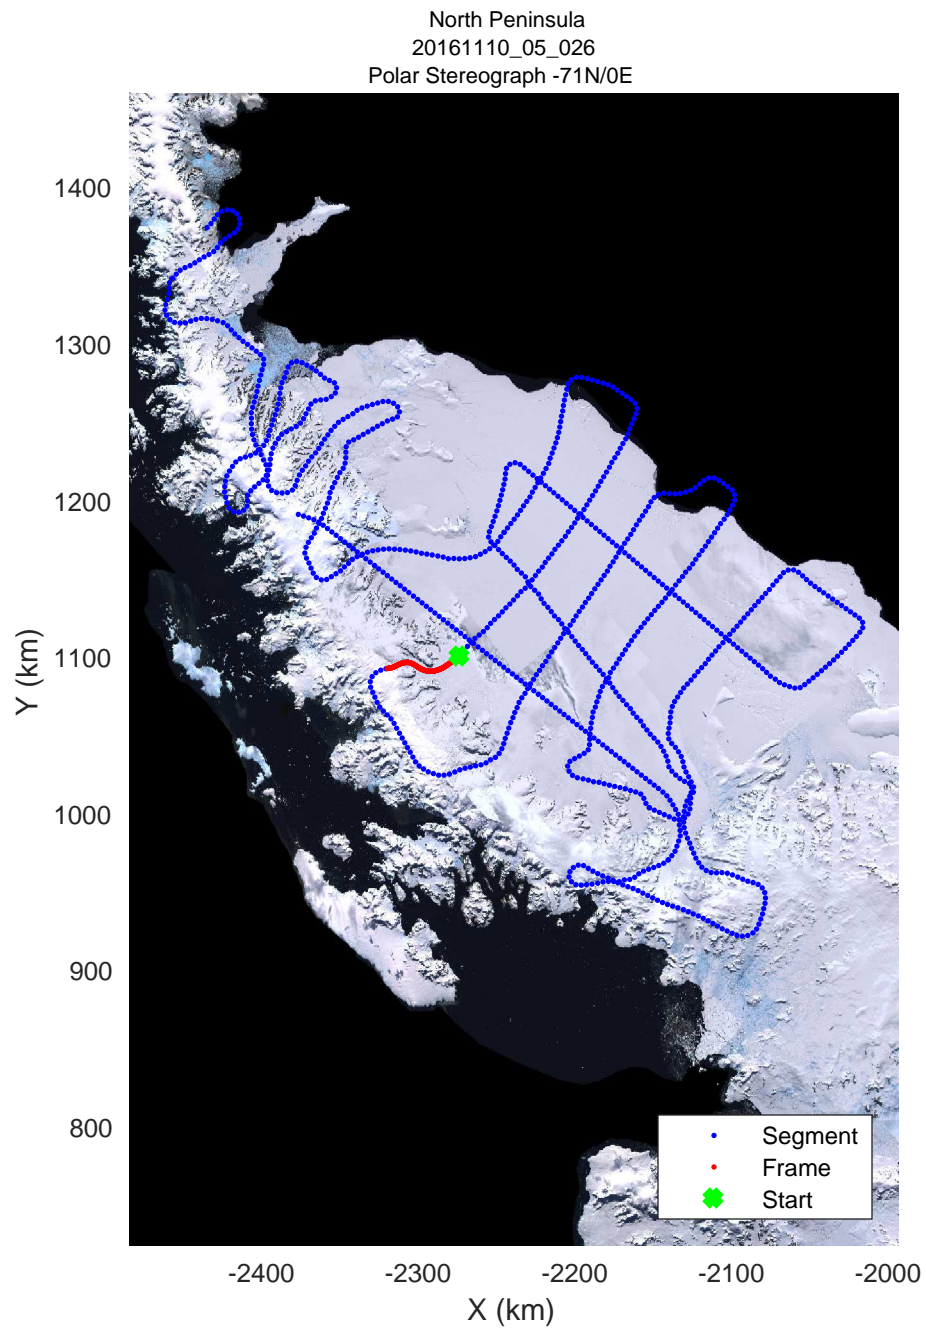 North Peninsula
20161110_05_026
Polar Stereograph -71N/0E
1400
1300
1200
1100
1000
900
800
Y (km)
Segment
Frame
Start
-2400
-2300
-2200
-2100
-2000
X (km)